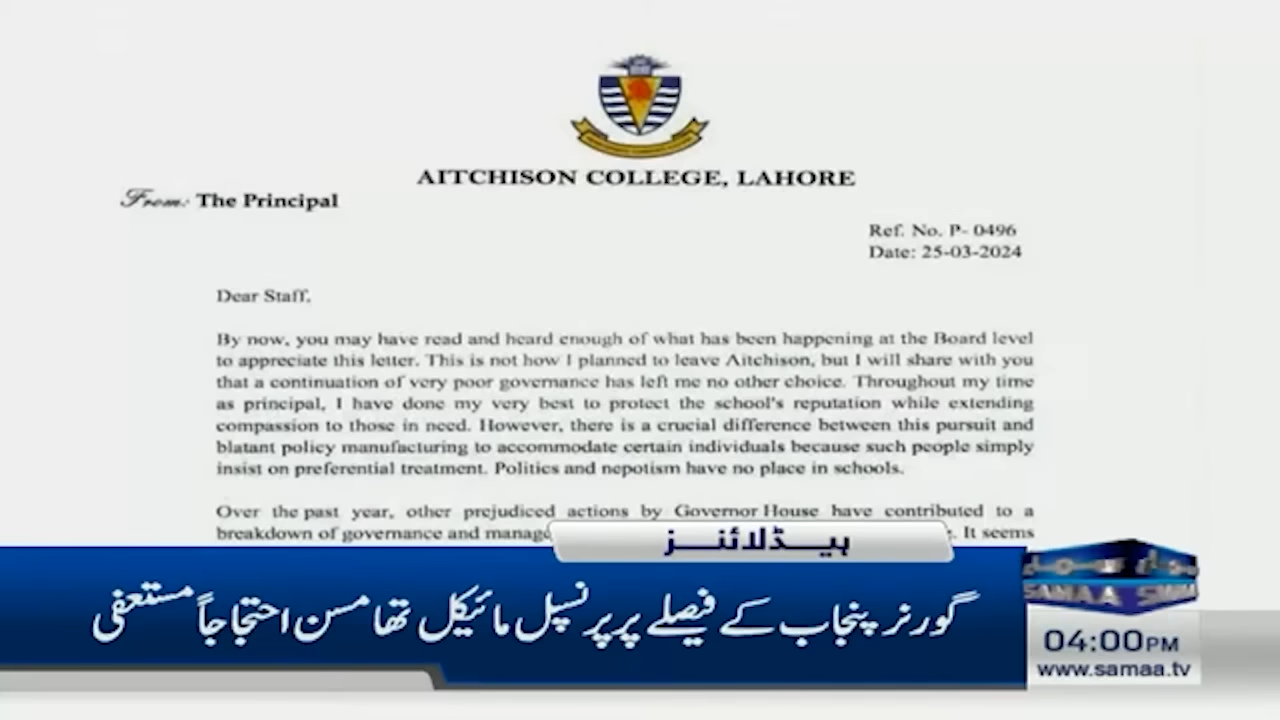 AITCHISON COLLEGE, LAHORE
From: The Principal
Ref. No. P- 0496
Date: 25-03-2024
Dear Staff,
By now, you may have read and heard enough of what has been happening at the Board level
to appreciate this letter. This is not how I planned to leave Aitchison, but I will share with you
that a continuation of very poor governance has left me no other choice. Throughout my time
as principal, I have done my very best to protect the school's reputation while extending
compassion to those in need. However, there is a crucial difference between this pursuit and
blatant policy manufacturing to accommodate certain individuals because such people simply
insist on preferential treatment. Politics and nepotism have no place in schools.
Over the past year, other prejudiced actions by Governor House have contributed to a
breakdown of governance and manage . It seems
ہیڈلائنز
گورنر پنجاب کے فیصلے پر پرنسپل مائیکل تھامسن احتجاجاً مستعفی
SAMAA
04:00PM
www.samaa.tv